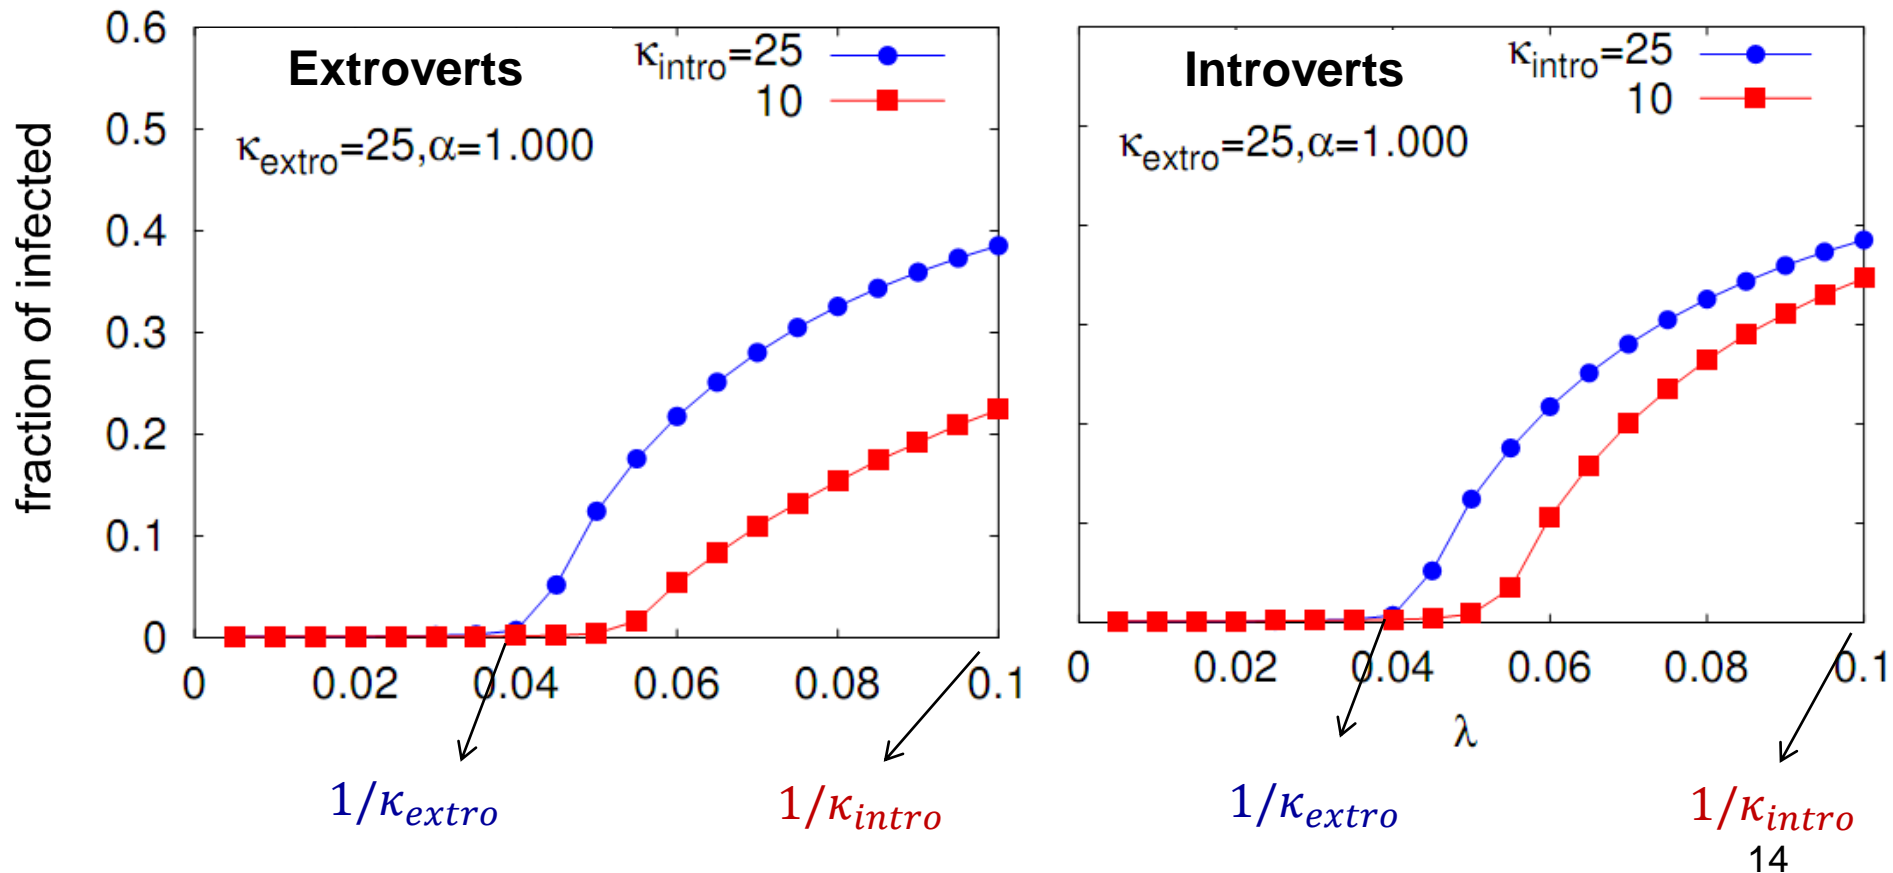 fraction of infected
0.6
0.5
0.4
0.3
0.2
0.1
0
Extroverts
κintro=25
10
κextro=25,α=1.000
0 0.02 0.04 0.06 0.08 0.1
1/κextro
1/κintro
Introverts
κintro=25
10
κextro=25,α=1.000
0 0.02 0.04 0.06 0.08 0.1
λ
1/κextro
1/κintro
14